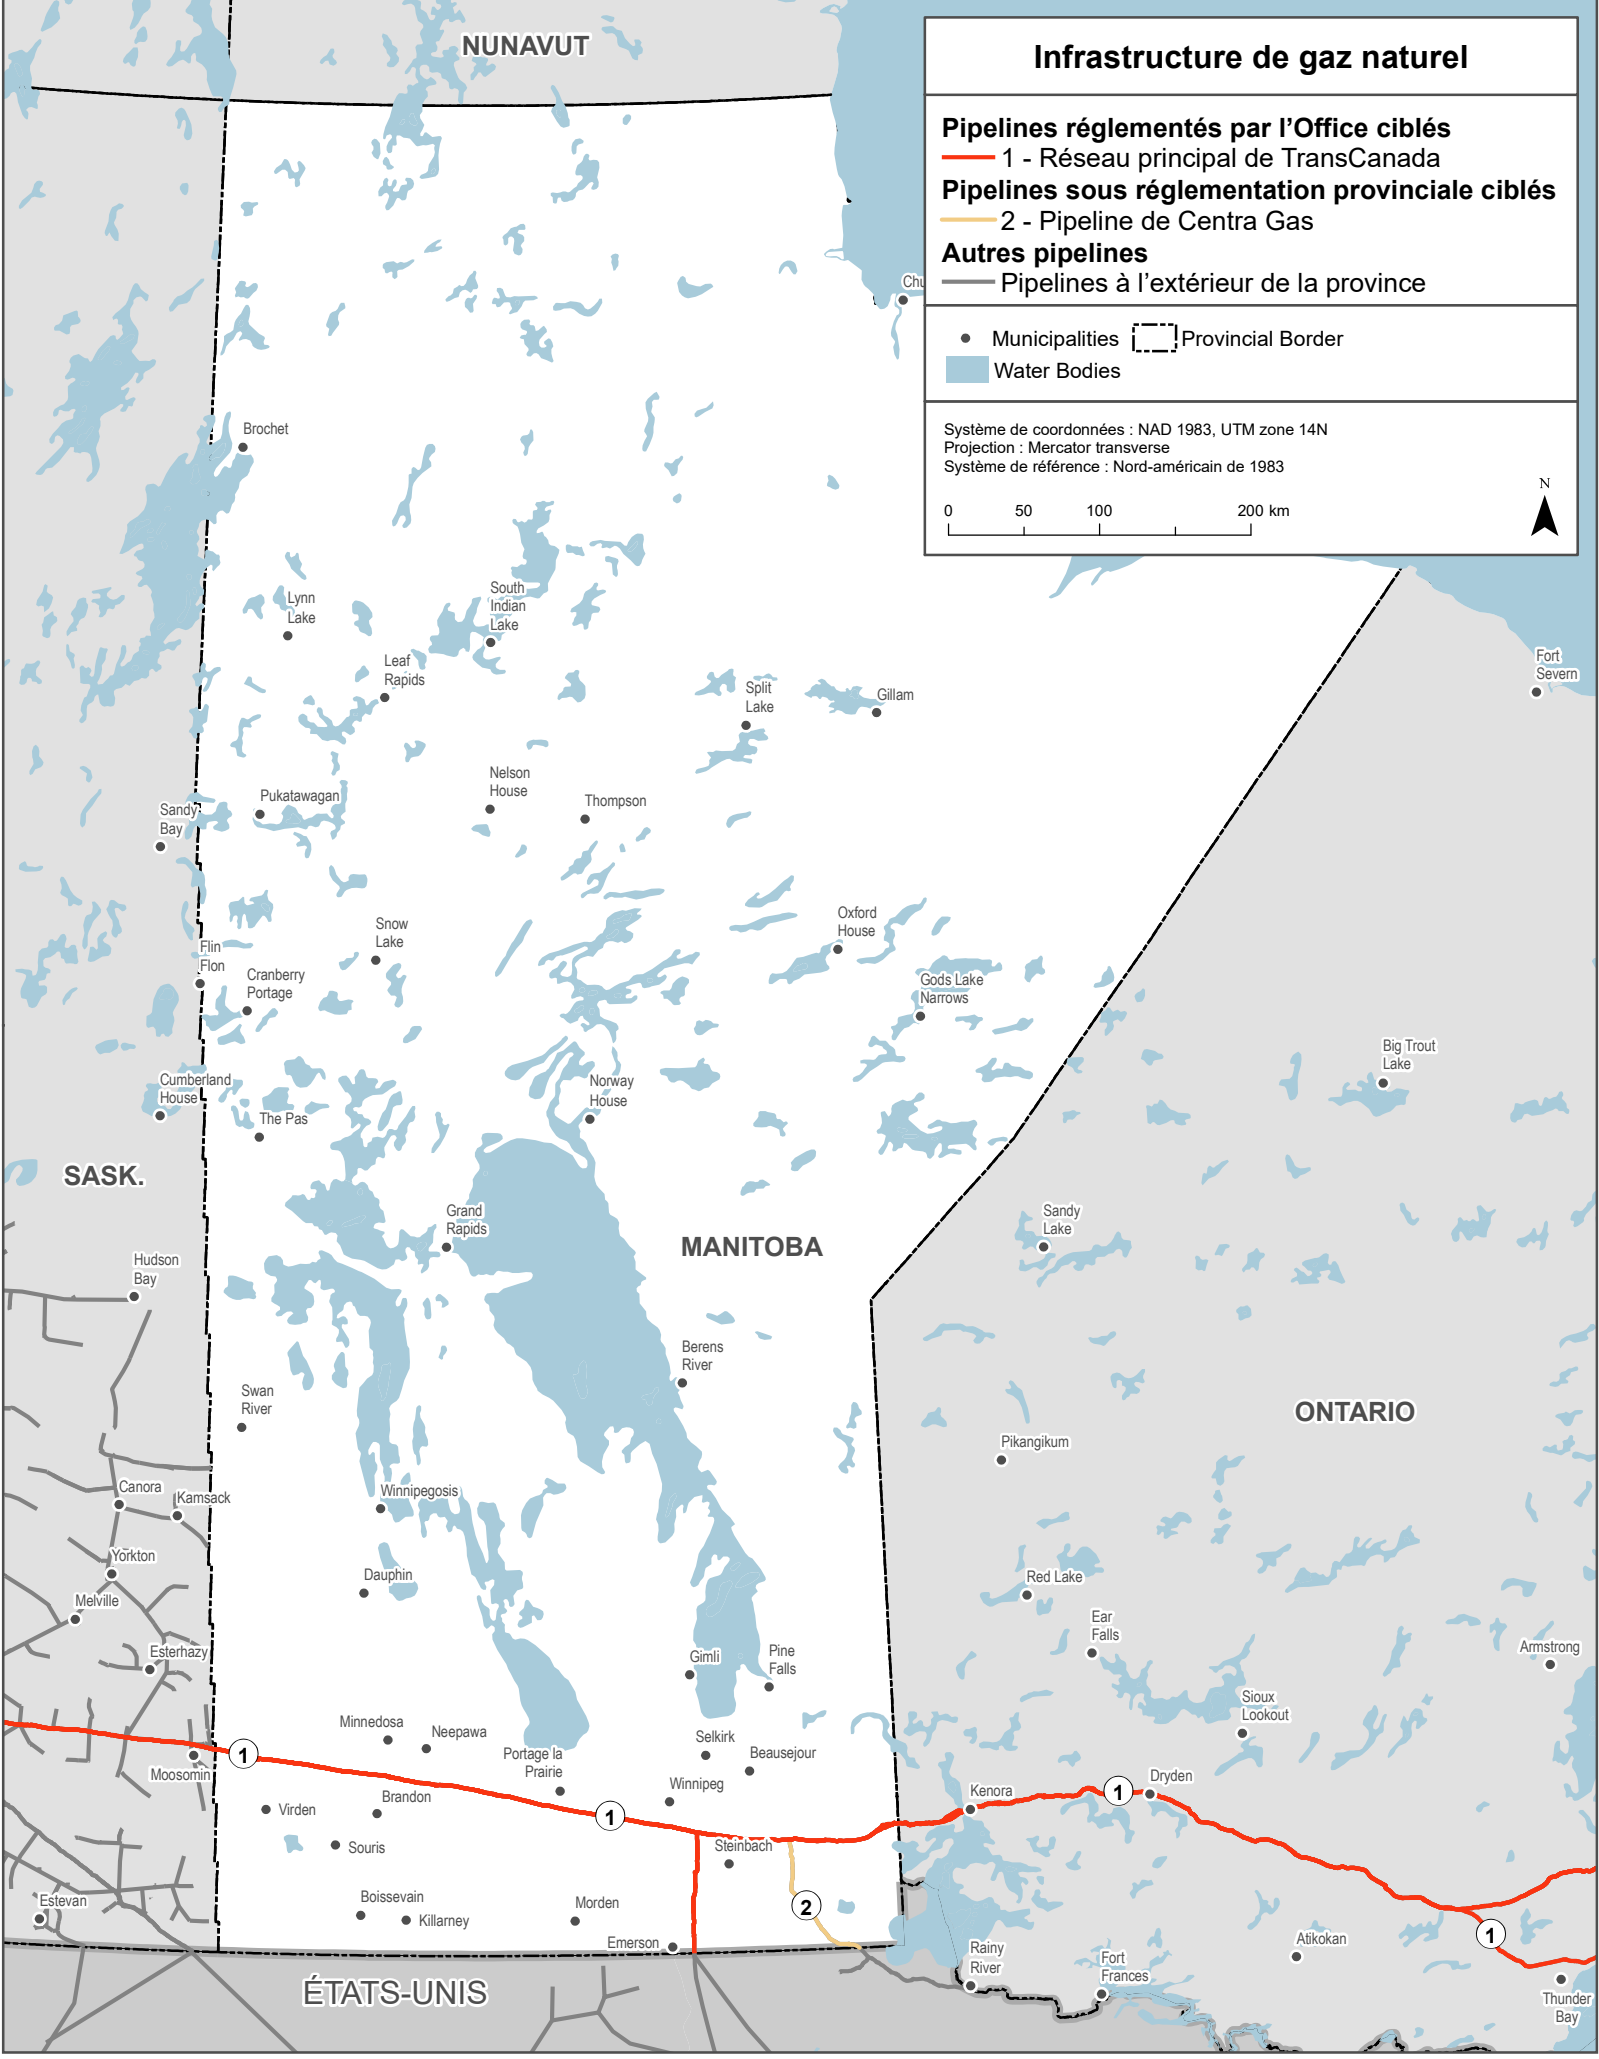 NUNAVUT
Infrastructure de gaz naturel
Pipelines réglementés par l'Office ciblés
1 - Réseau principal de TransCanada
Pipelines sous réglementation provinciale ciblés
2 - Pipeline de Centra Gas
Autres pipelines
Pipelines à l'extérieur de la province
Municipalities
Provincial Border
Water Bodies
Système de coordonnées : NAD 1983, UTM zone 14N
Projection : Mercator transverse
Système de référence : Nord-américain de 1983
N
0 50 100 200 km
Chu
Brochet
Lynn
Lake
South
Indian
Lake
Leaf
Rapids
Split
Lake
Gillam
Fort
Severn
Nelson
House
Thompson
Pukatawagan
Sandy
Bay
Snow
Lake
Oxford
House
Flin
Flon
Cranberry
Portage
Gods Lake
Narrows
Big Trout
Lake
Cumberland
House
The Pas
Norway
House
SASK.
Grand
Rapids
MANITOBA
Sandy
Lake
Hudson
Bay
Berens
River
Swan
River
ONTARIO
Pikangikum
Canora
Kamsack
Winnipegosis
Yorkton
Dauphin
Melville
Red Lake
Ear
Falls
Armstrong
Esterhazy
Gimli
Pine
Falls
Sioux
Lookout
Minnedosa
Neepawa
Selkirk
Beausejour
Portage la
Prairie
1
Moosomin
Winnipeg
Kenora
1
Dryden
Virden
Brandon
1
Souris
Steinbach
Estevan
Boissevain
Killarney
Morden
2
Emerson
1
Atikokan
Rainy
River
Fort
Frances
ÉTATS-UNIS
Thunder
Bay